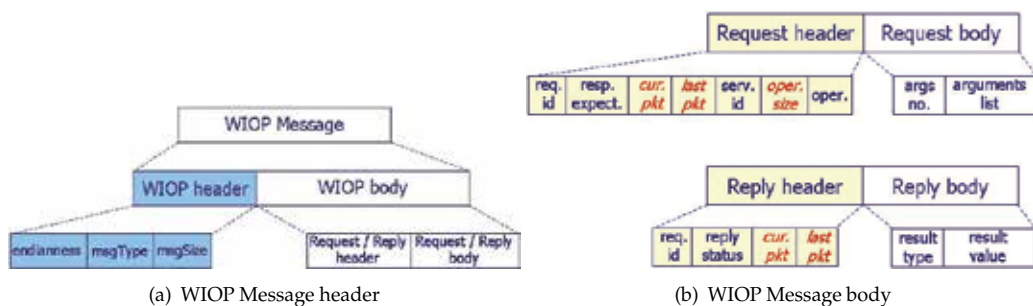 WIOP Message
WIOP header WIOP body
endianness msgType msgSize
Request / Reply header
Request / Reply body
(a) WIOP Message header
Request header Request body
req. id
resp. expect.
cur. pkt
last pkt
serv. id
oper. size
oper.
args no.
arguments list
Reply header Reply body
req. id
reply status
cur. pkt
last pkt
result type
result value
(b) WIOP Message body